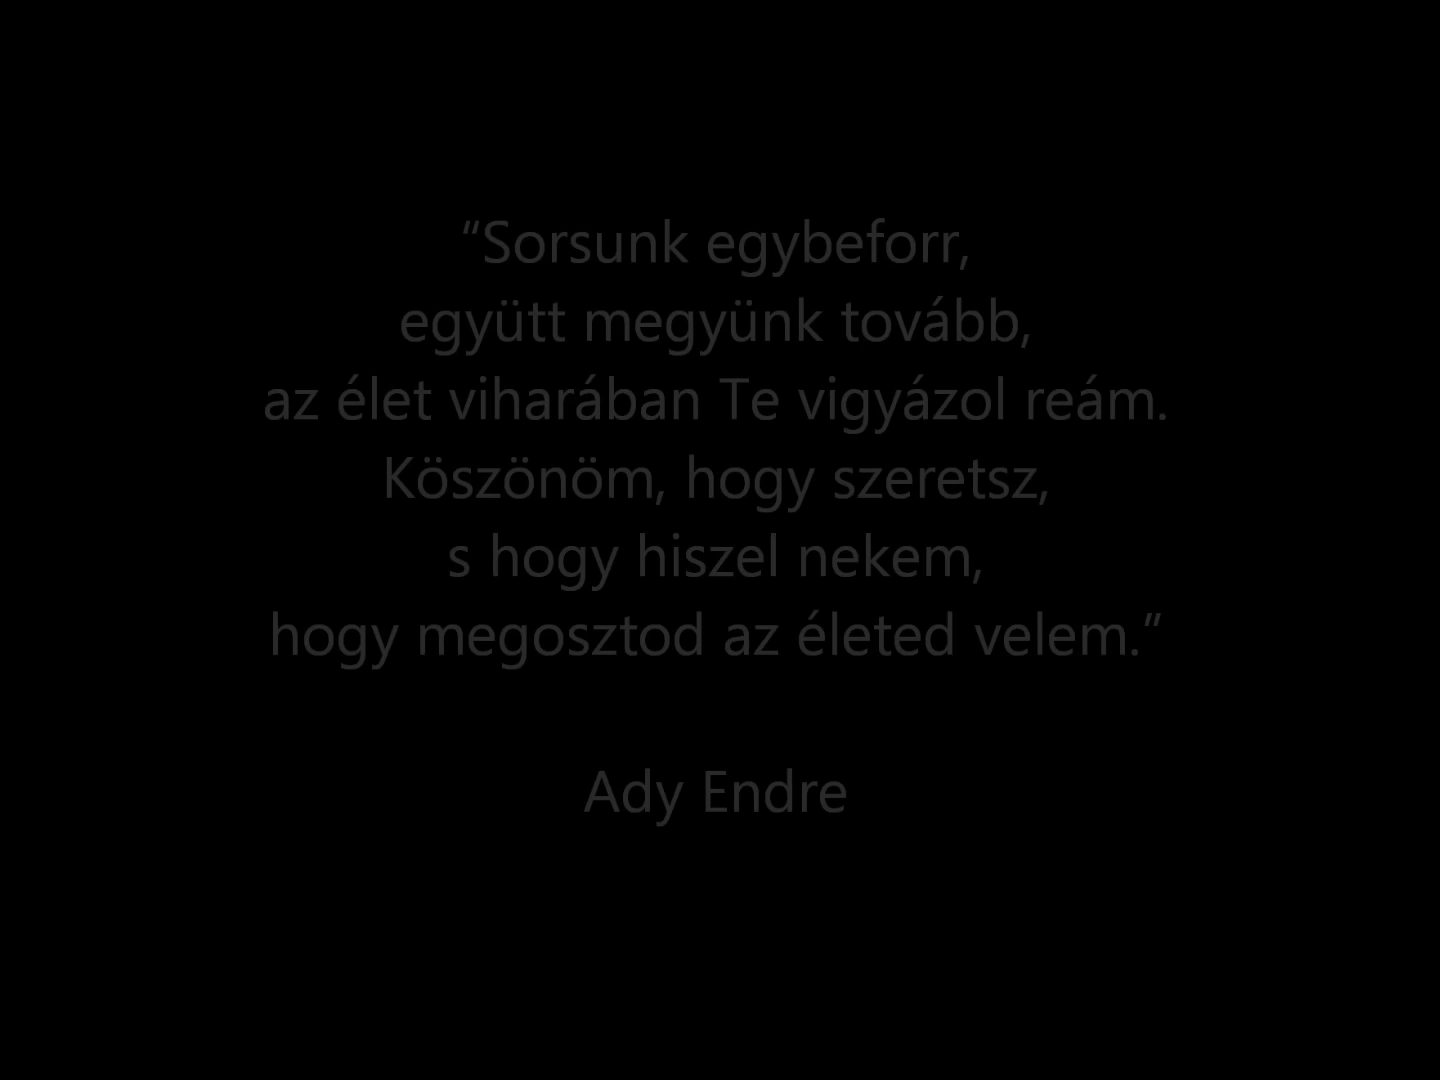 “Sorsunk egybeforr,
együtt megyünk tovább,
az élet viharában Te vigyázol reám.
Köszönöm, hogy szeretsz,
s hogy hiszel nekem,
hogy megosztod az életed velem.”
Ady Endre